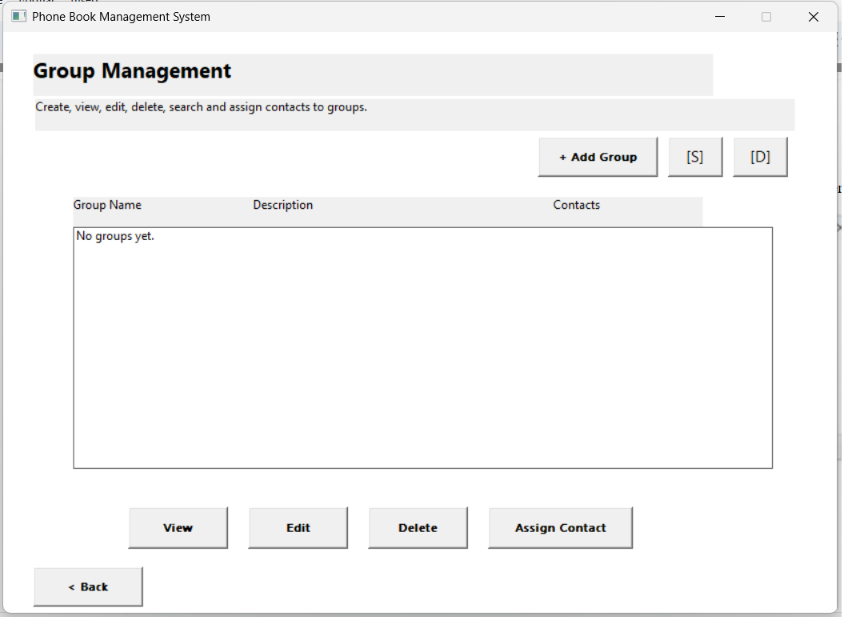 Phone Book Management System
Group Management
Create, view, edit, delete, search and assign contacts to groups.
+ Add Group [S] [D]
Group Name Description Contacts
No groups yet.
View Edit Delete Assign Contact
< Back